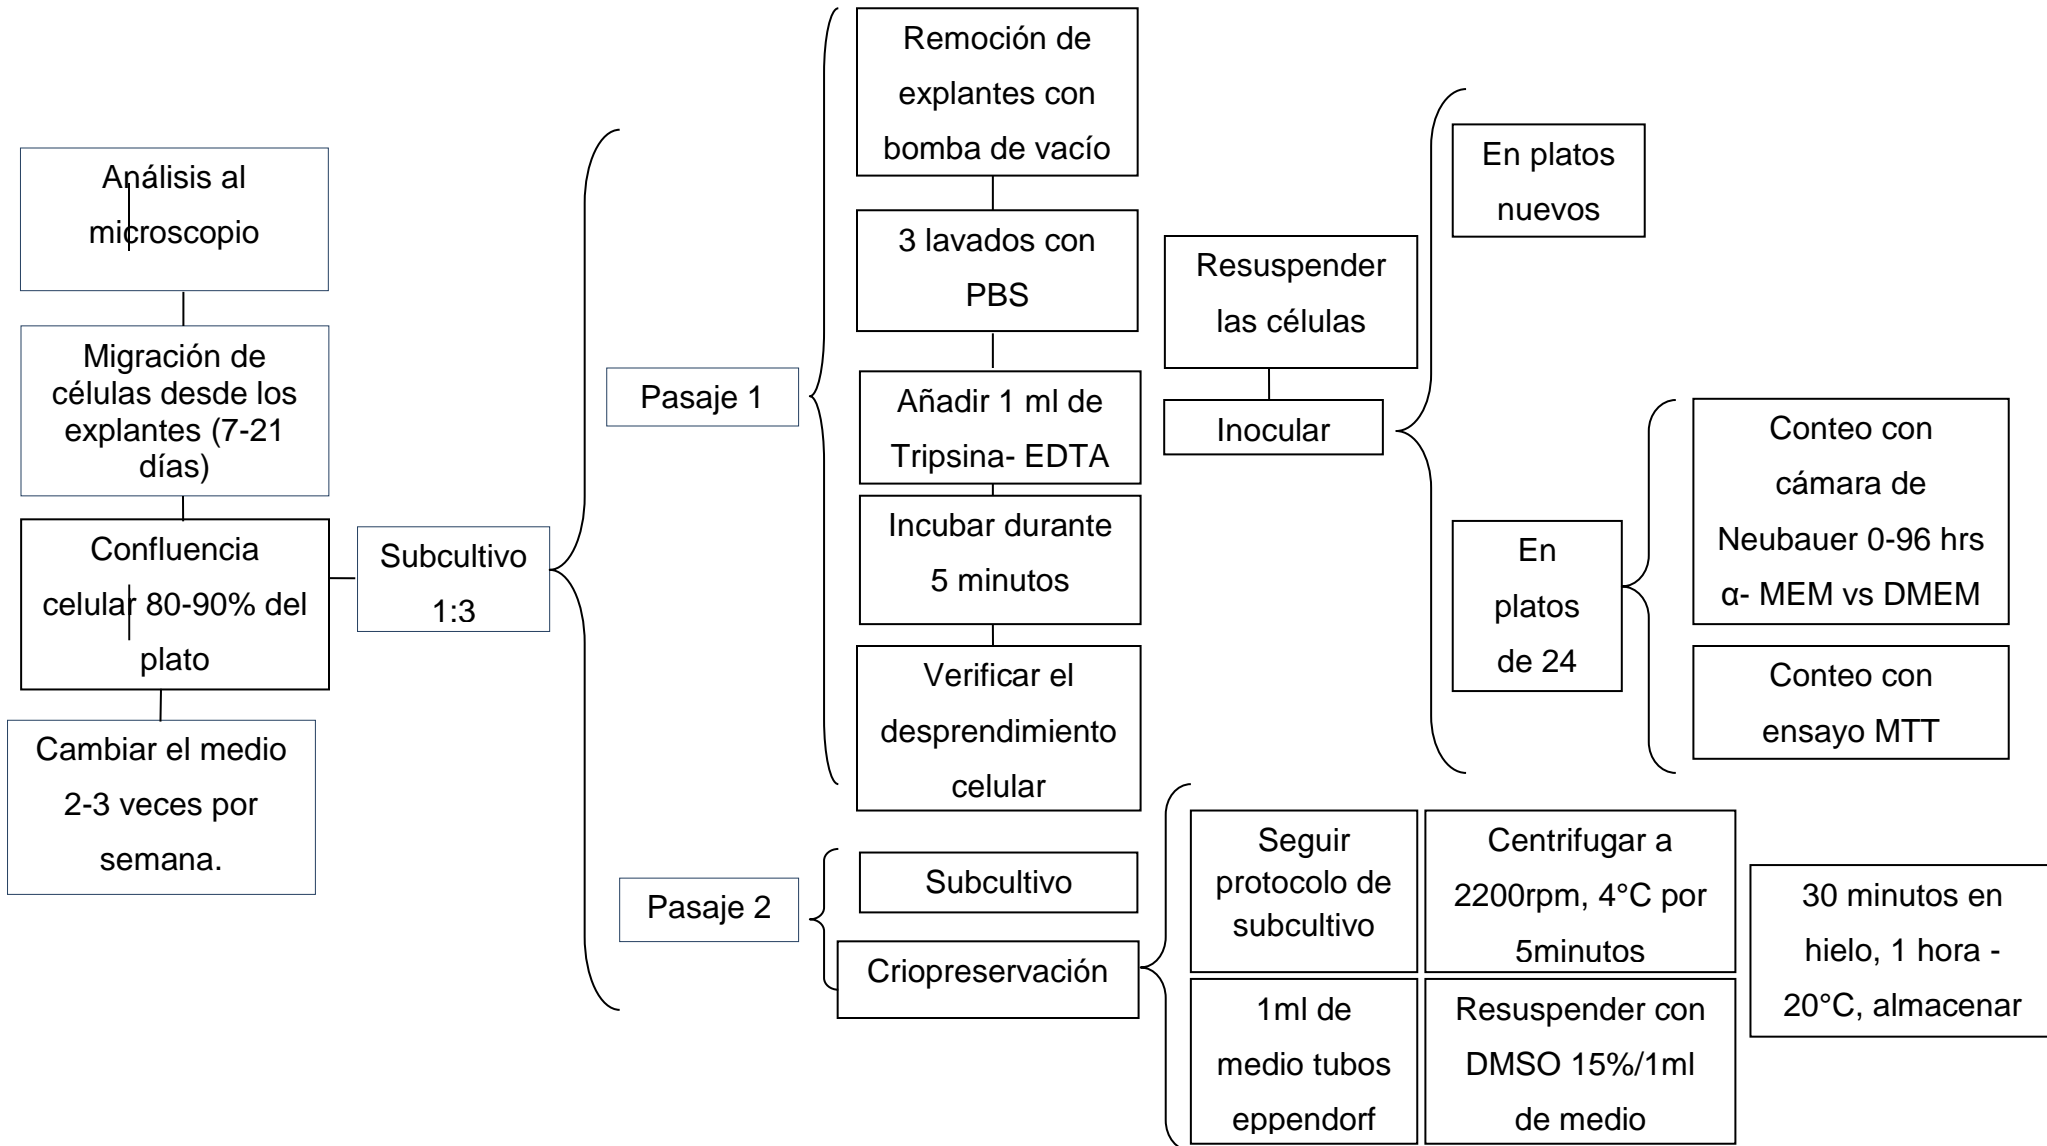 Análisis al
microscopio
Migración de
células desde los
explantes (7-21
días)
Confluencia
celular 80-90% del
plato
Cambiar el medio
2-3 veces por
semana.
Subcultivo
1:3
Pasaje 1
Remoción de
explantes con
bomba de vacío
3 lavados con
PBS
Añadir 1 ml de
Tripsina- EDTA
Incubar durante
5 minutos
Verificar el
desprendimiento
celular
Resuspender
las células
Inocular
En platos
nuevos
En
platos
de 24
Conteo con
cámara de
Neubauer 0-96 hrs
α- MEM vs DMEM
Conteo con
ensayo MTT
Pasaje 2
Subcultivo
Criopreservación
Seguir
protocolo de
subcultivo
Centrifugar a
2200rpm, 4°C por
5minutos
1ml de
medio tubos
eppendorf
Resuspender con
DMSO 15%/1ml
de medio
30 minutos en
hielo, 1 hora -
20°C, almacenar